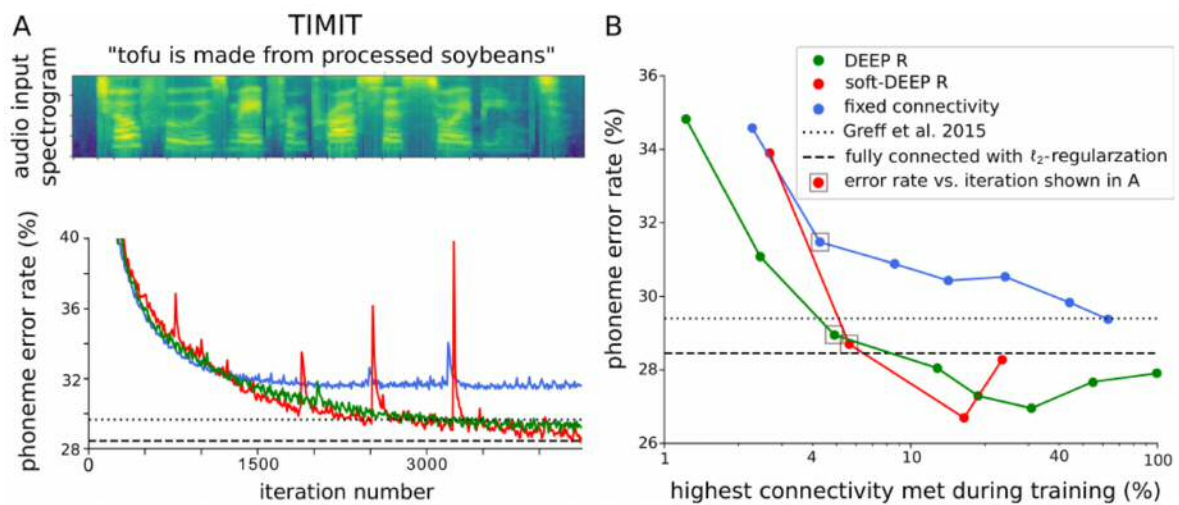 A
TIMIT
"tofu is made from processed soybeans"
audio input
spectrogram
phoneme error rate (%)
40
36
32
28
0
1500
3000
iteration number
B
DEEP R
soft-DEEP R
fixed connectivity
Greff et al. 2015
fully connected with ℓ₂-regularzation
error rate vs. iteration shown in A
phoneme error rate (%)
36
34
32
30
28
26
1
2
4
10
20
40
100
highest connectivity met during training (%)